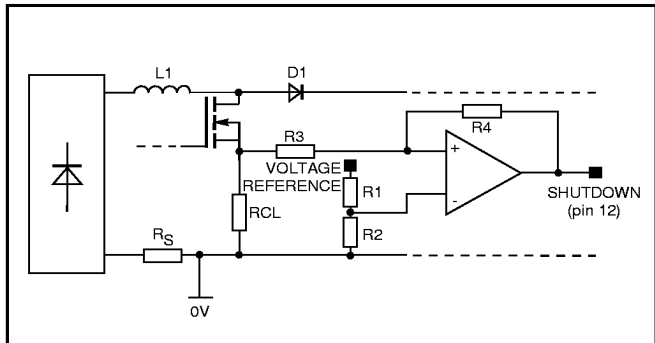 L1
D1
R3
R4
VOLTAGE
REFERENCE
R1
+
-
SHUTDOWN
(pin 12)
RCL
R2
RS
0V